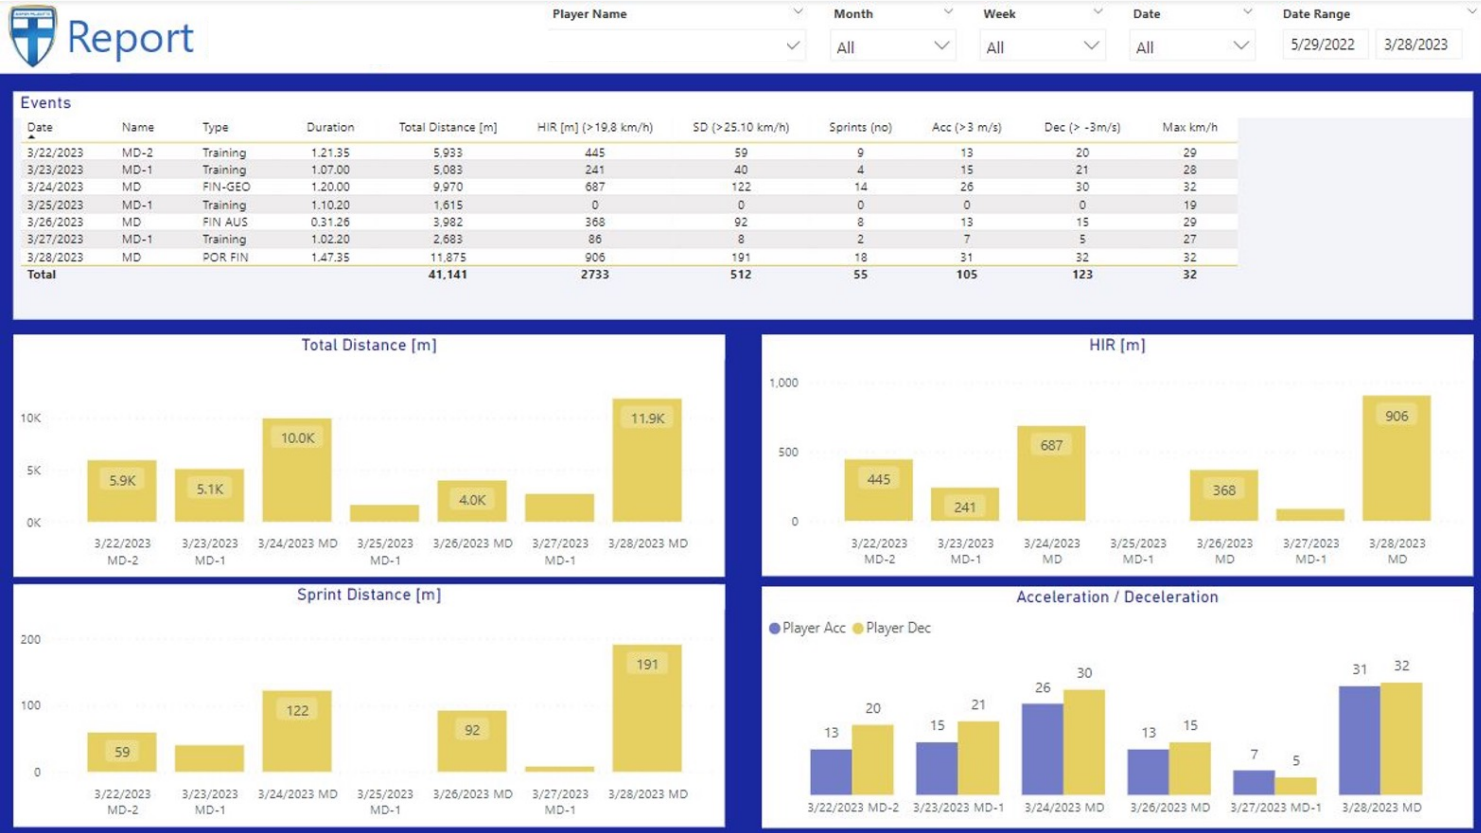 Report
Player Name Month Week Date Date Range
All All All 5/29/2022 3/28/2023
Events
Date Name Type Duration Total Distance [m] HIR [m] (>19,8 km/h) SD (>25.10 km/h) Sprints (no) Acc (>3 m/s) Dec (> -3m/s) Max km/h
3/22/2023 MD-2 Training 1.21.35 5,933 445 59 9 13 20 29
3/23/2023 MD-1 Training 1.07.00 5,083 241 40 4 15 21 28
3/24/2023 MD FIN-GEO 1.20.00 9,970 687 122 14 26 30 32
3/25/2023 MD-1 Training 1.10.20 1,615 0 0 0 0 0 19
3/26/2023 MD FIN AUS 0.31.26 3,982 368 92 8 13 15 29
3/27/2023 MD-1 Training 1.02.20 2,683 86 8 2 7 5 27
3/28/2023 MD POR FIN 1.47.35 11,875 906 191 18 31 32 32
Total 41,141 2733 512 55 105 123 32
Total Distance [m]
10K
5K
0K
5.9K 5.1K 10.0K 4.0K 11.9K
3/22/2023 3/23/2023 3/24/2023 MD 3/25/2023 3/26/2023 MD 3/27/2023 3/28/2023 MD
MD-2 MD-1 MD-1 MD-1
HIR [m]
1,000
500
0
445 241 687 368 906
3/22/2023 3/23/2023 3/24/2023 3/25/2023 3/26/2023 3/27/2023 3/28/2023
MD-2 MD-1 MD MD-1 MD MD-1 MD
Sprint Distance [m]
200
100
0
59 122 92 191
3/22/2023 3/23/2023 3/24/2023 MD 3/25/2023 3/26/2023 MD 3/27/2023 3/28/2023 MD
MD-2 MD-1 MD-1 MD-1
Acceleration / Deceleration
Player Acc Player Dec
13 20 15 21 26 30 13 15 7 5 31 32
3/22/2023 MD-2 3/23/2023 MD-1 3/24/2023 MD 3/26/2023 MD 3/27/2023 MD-1 3/28/2023 MD